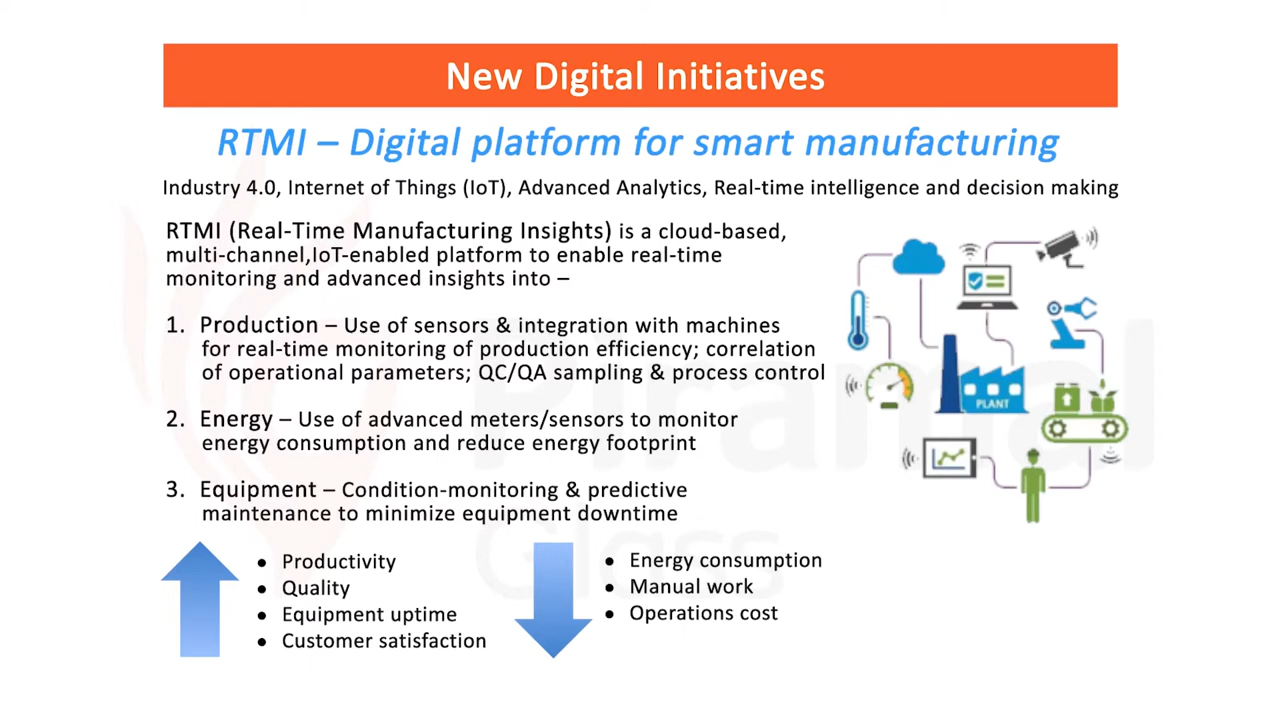 New Digital Initiatives
RTMI – Digital platform for smart manufacturing
Industry 4.0, Internet of Things (IoT), Advanced Analytics, Real-time intelligence and decision making
RTMI (Real-Time Manufacturing Insights) is a cloud-based,
multi-channel,IoT-enabled platform to enable real-time
monitoring and advanced insights into –
1. Production – Use of sensors & integration with machines
for real-time monitoring of production efficiency; correlation
of operational parameters; QC/QA sampling & process control
2. Energy – Use of advanced meters/sensors to monitor
energy consumption and reduce energy footprint
3. Equipment – Condition-monitoring & predictive
maintenance to minimize equipment downtime
• Productivity
• Quality
• Equipment uptime
• Customer satisfaction
• Energy consumption
• Manual work
• Operations cost
PLANT
Piramal
Glass